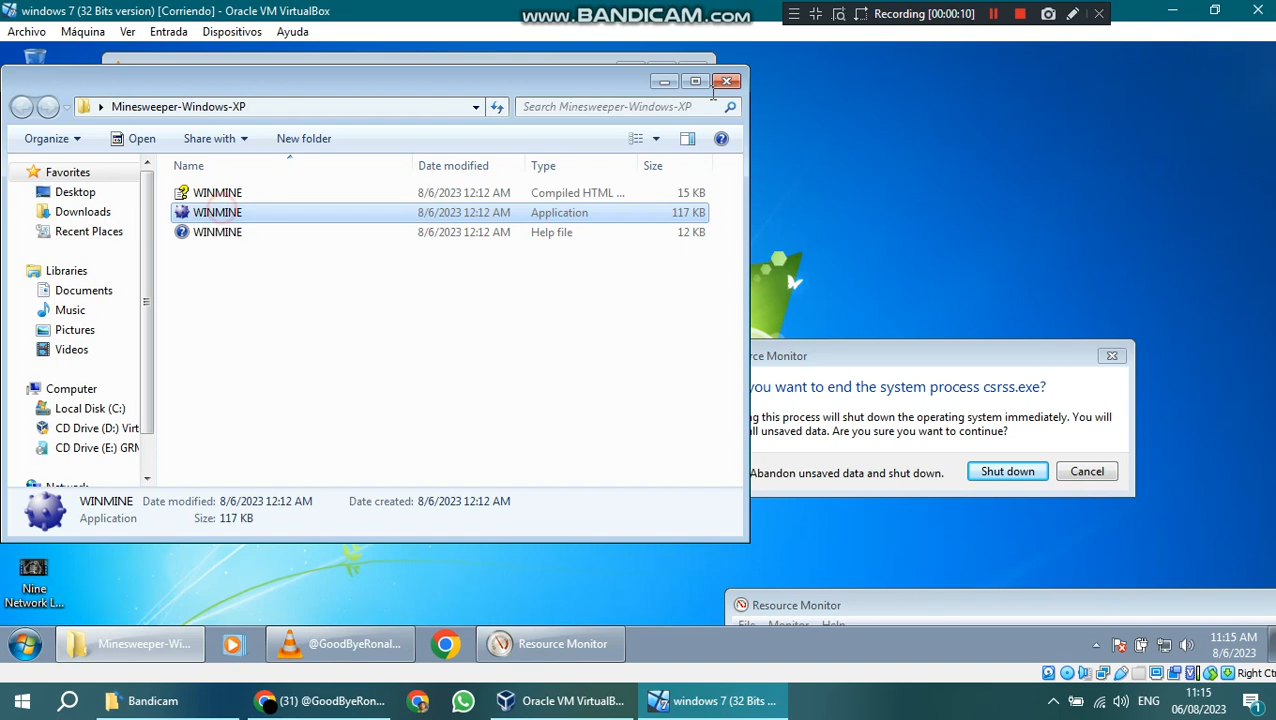 windows 7 (32 Bits version) [Corriendo] - Oracle VM VirtualBox
www.BANDICAM.com
Recording [00:00:10]
Archivo Máquina Ver Entrada Dispositivos Ayuda
Minesweeper-Windows-XP
Search Minesweeper-Windows-XP
Organize Open Share with New folder
Name Date modified Type Size
WINMINE 8/6/2023 12:12 AM Compiled HTML ... 15 KB
WINMINE 8/6/2023 12:12 AM Application 117 KB
WINMINE 8/6/2023 12:12 AM Help file 12 KB
Favorites
Desktop
Downloads
Recent Places
Libraries
Documents
Music
Pictures
Videos
Computer
Local Disk (C:)
CD Drive (D:) Virt
CD Drive (E:) GRM
Network
WINMINE Date modified: 8/6/2023 12:12 AM Date created: 8/6/2023 12:12 AM
Application Size: 117 KB
rce Monitor
you want to end the system process csrss.exe?
ng this process will shut down the operating system immediately. You will
ll unsaved data. Are you sure you want to continue?
Abandon unsaved data and shut down.
Shut down Cancel
Nine
Network L...
Resource Monitor
File Monitor Help
Minesweeper-Wi...
@GoodByeRonal...
Resource Monitor
11:15 AM
8/6/2023
Right Ctrl
Bandicam
(31) @GoodByeRon...
Oracle VM VirtualB...
windows 7 (32 Bits ...
ENG
11:15
06/08/2023
1